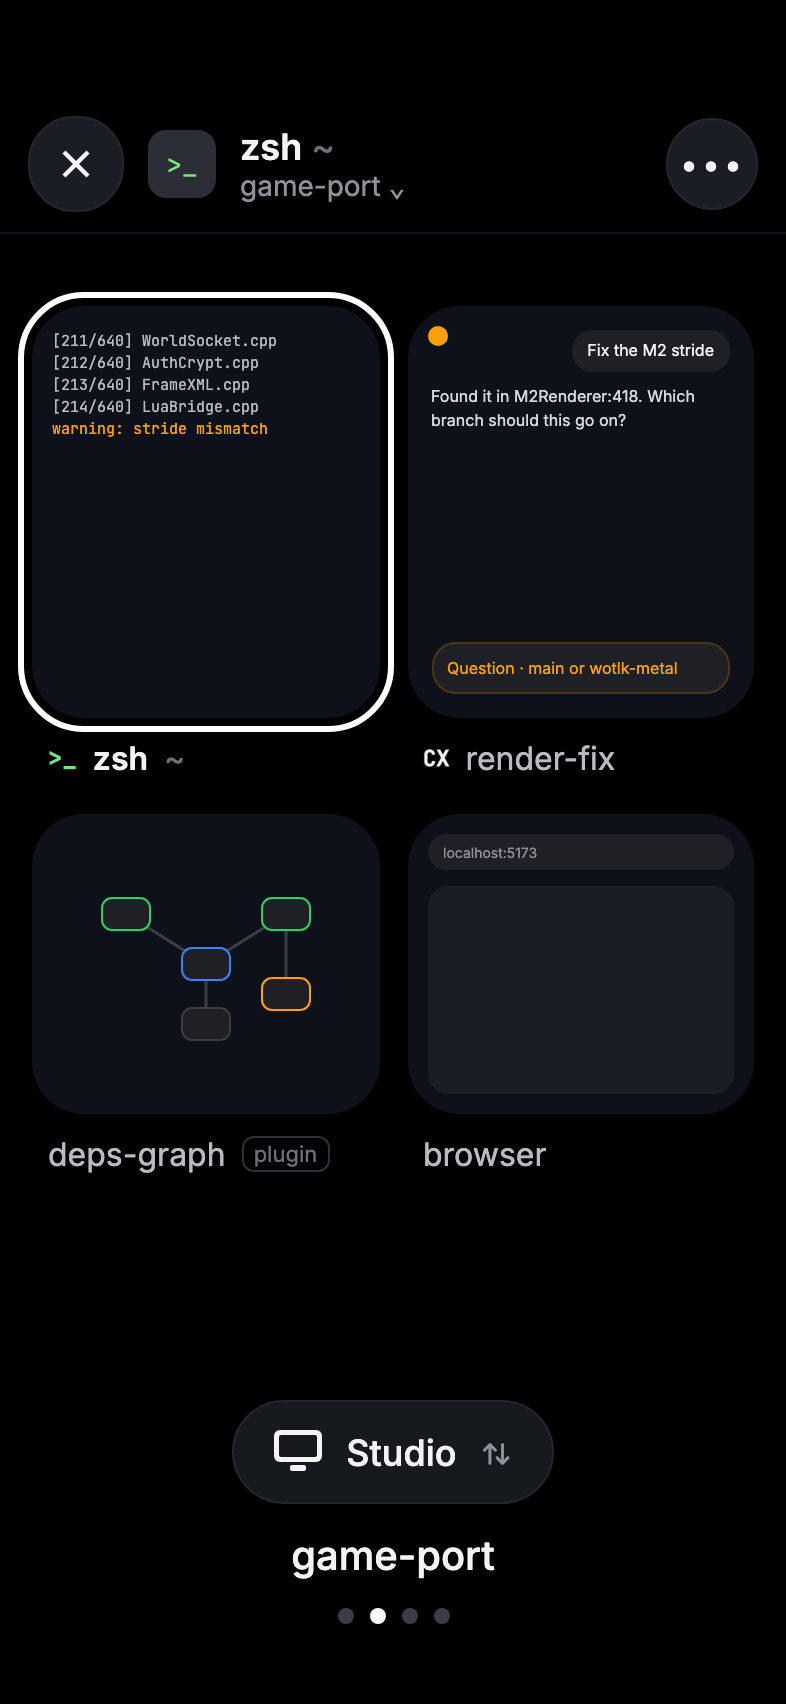 zsh ~
game-port
>_
[211/640] WorldSocket.cpp
[212/640] AuthCrypt.cpp
[213/640] FrameXML.cpp
[214/640] LuaBridge.cpp
warning: stride mismatch
>_ zsh ~
Fix the M2 stride
Found it in M2Renderer:418. Which
branch should this go on?
Question · main or wotlk-metal
CX render-fix
deps-graph plugin
localhost:5173
browser
Studio
game-port